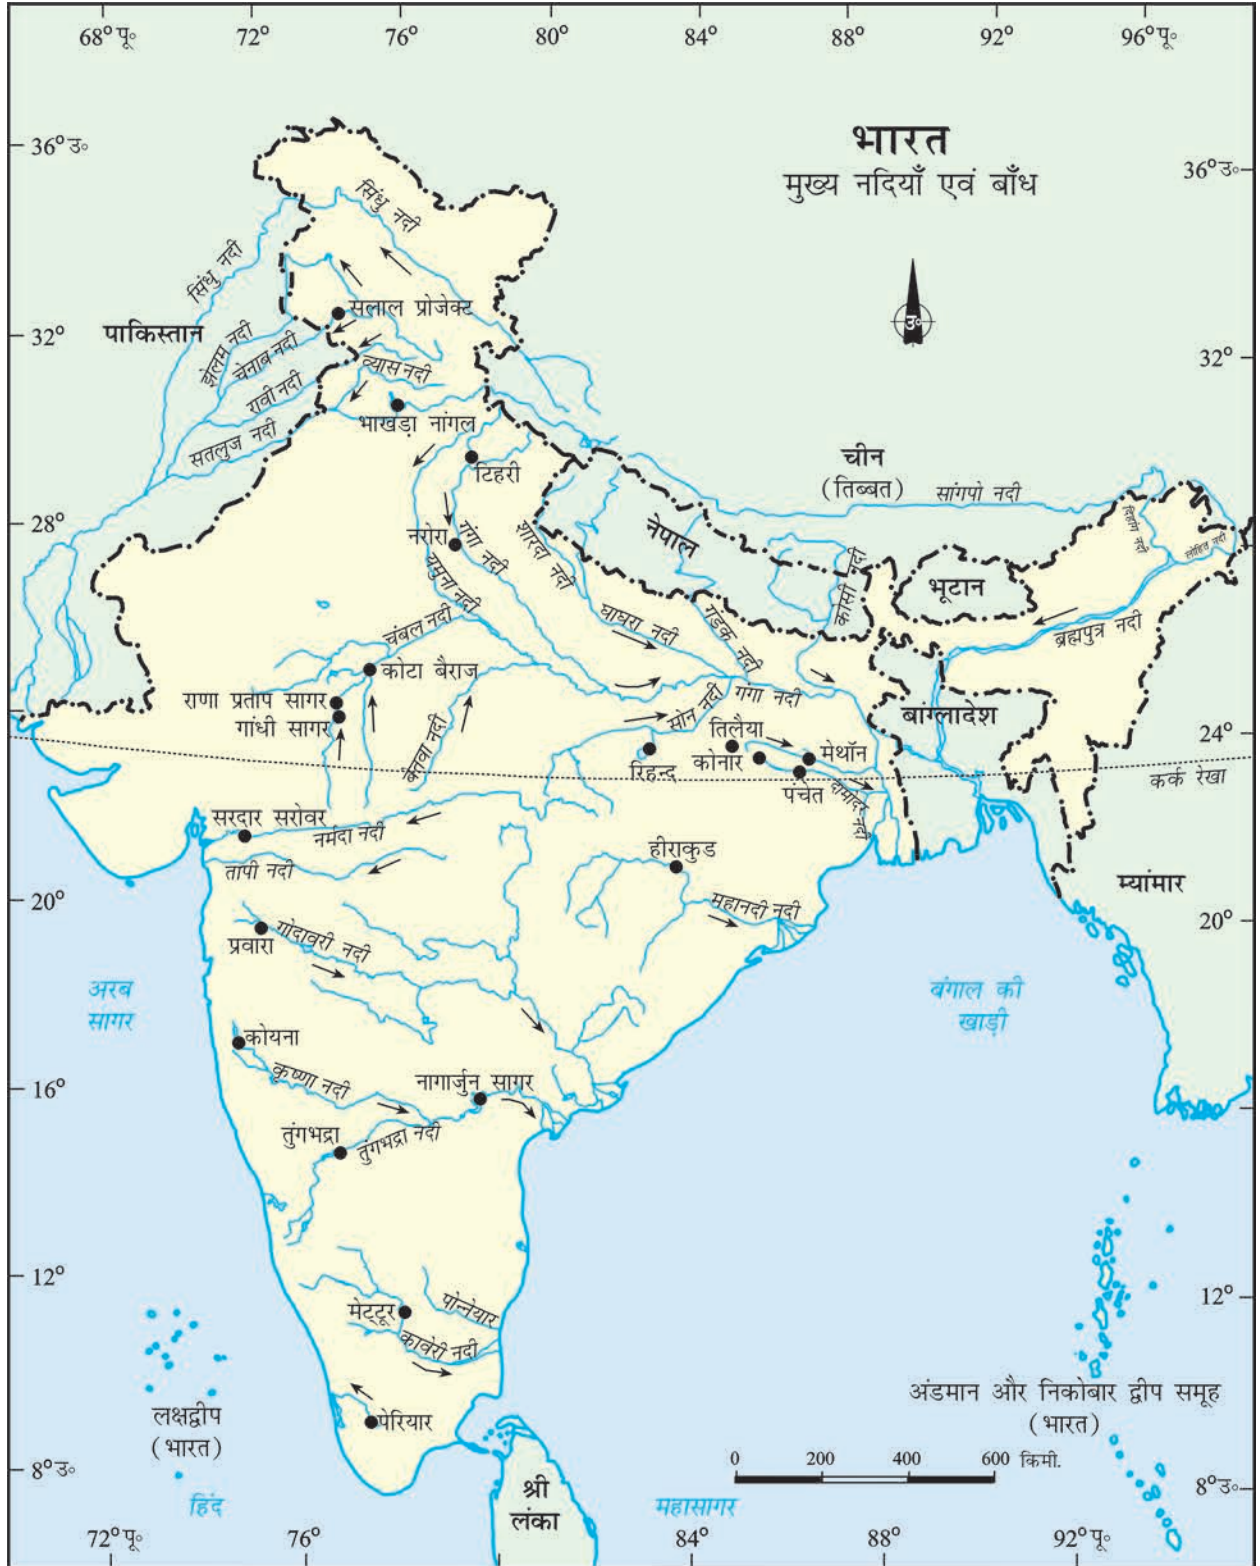 68°पू॰ 72° 76° 80° 84° 88° 92° 96°पू॰
भारत
मुख्य नदियाँ एवं बाँध
36°उ॰
36°उ॰
सिंधु नदी
सिंधु नदी
उ॰
पाकिस्तान
सलाल प्रोजेक्ट
32°
32°
झेलम नदी
चेनाब नदी
रावी नदी
व्यास नदी
सतलुज नदी
भाखड़ा नांगल
टिहरी
चीन
(तिब्बत)
सांगपो नदी
28°
28°
नरोरा
गंगा नदी
शारदा नदी
नेपाल
दिहांग नदी
लोहित नदी
यमुना नदी
कोसी नदी
भूटान
घाघरा नदी
गंडक नदी
ब्रह्मपुत्र नदी
चंबल नदी
कोटा बैराज
राणा प्रताप सागर
गांधी सागर
बेतवा नदी
सोन नदी
गंगा नदी
बांग्लादेश
24°
तिलैया
मेथॉन
रिहन्द
कोनार
पंचेत
दामोदर नदी
कर्क रेखा
सरदार सरोवर
नर्मदा नदी
तापी नदी
हीराकुड
म्यांमार
महानदी नदी
20°
20°
प्रवारा
गोदावरी नदी
अरब
सागर
बंगाल की
खाड़ी
कोयना
कृष्णा नदी
नागार्जुन सागर
16°
तुंगभद्रा
तुंगभद्रा नदी
12°
12°
मेट्टूर
पोन्नेयार
कावेरी नदी
पेरियार
लक्षद्वीप
(भारत)
अंडमान और निकोबार द्वीप समूह
(भारत)
0 200 400 600 किमी.
8°उ॰
8°उ॰
हिंद
श्री
लंका
महासागर
72°पू॰ 76° 84° 88° 92°पू॰